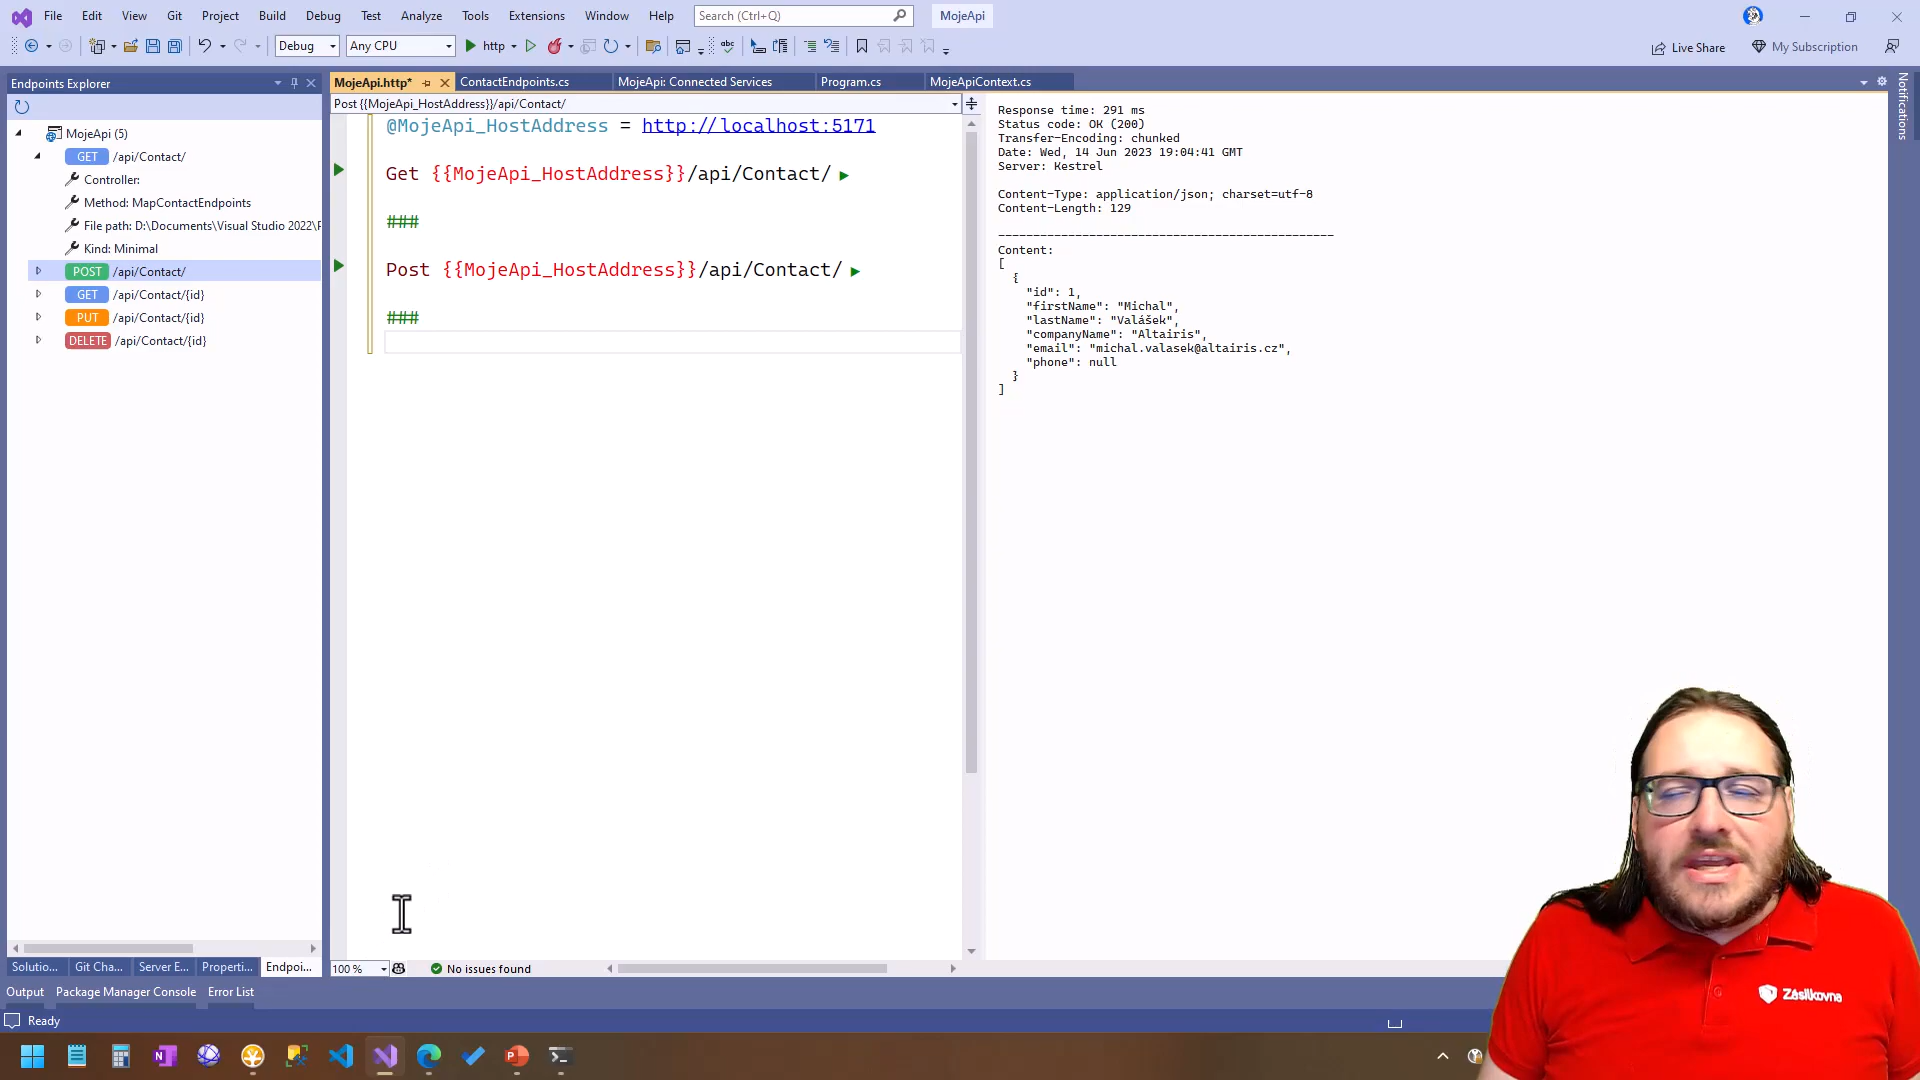 File Edit View Git Project Build Debug Test Analyze Tools Extensions Window Help Search (Ctrl+Q) MojeApi
Debug Any CPU http Live Share My Subscription
Endpoints Explorer
MojeApi (5)
GET /api/Contact/
Controller:
Method: MapContactEndpoints
File path: D:\Documents\Visual Studio 2022\P
Kind: Minimal
POST /api/Contact/
GET /api/Contact/{id}
PUT /api/Contact/{id}
DELETE /api/Contact/{id}
Solutio... Git Cha... Server E... Properti... Endpoi...
MojeApi.http* ContactEndpoints.cs MojeApi: Connected Services Program.cs MojeApiContext.cs
Post {{MojeApi_HostAddress}}/api/Contact/
@MojeApi_HostAddress = http://localhost:5171
Get {{MojeApi_HostAddress}}/api/Contact/
###
Post {{MojeApi_HostAddress}}/api/Contact/
###
100 % No issues found
Response time: 291 ms
Status code: OK (200)
Transfer-Encoding: chunked
Date: Wed, 14 Jun 2023 19:04:41 GMT
Server: Kestrel
Content-Type: application/json; charset=utf-8
Content-Length: 129
------------------------------------------------
Content:
[
{
"id": 1,
"firstName": "Michal",
"lastName": "Valášek",
"companyName": "Altairis",
"email": "michal.valasek@altairis.cz",
"phone": null
}
]
Notifications
Zásilkovna
Output Package Manager Console Error List
Ready